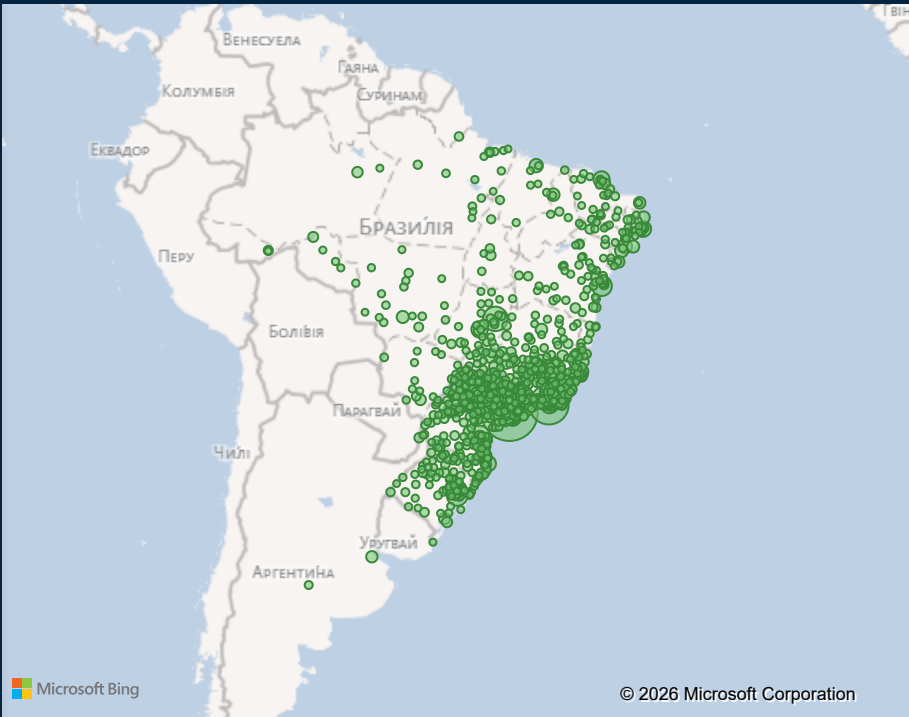 Венесуела
Гаяна
Колумбія
Суринам
Еквадор
Бразилія
Перу
Болівія
Парагвай
Чилі
Уругвай
Аргентина
Microsoft Bing
© 2026 Microsoft Corporation